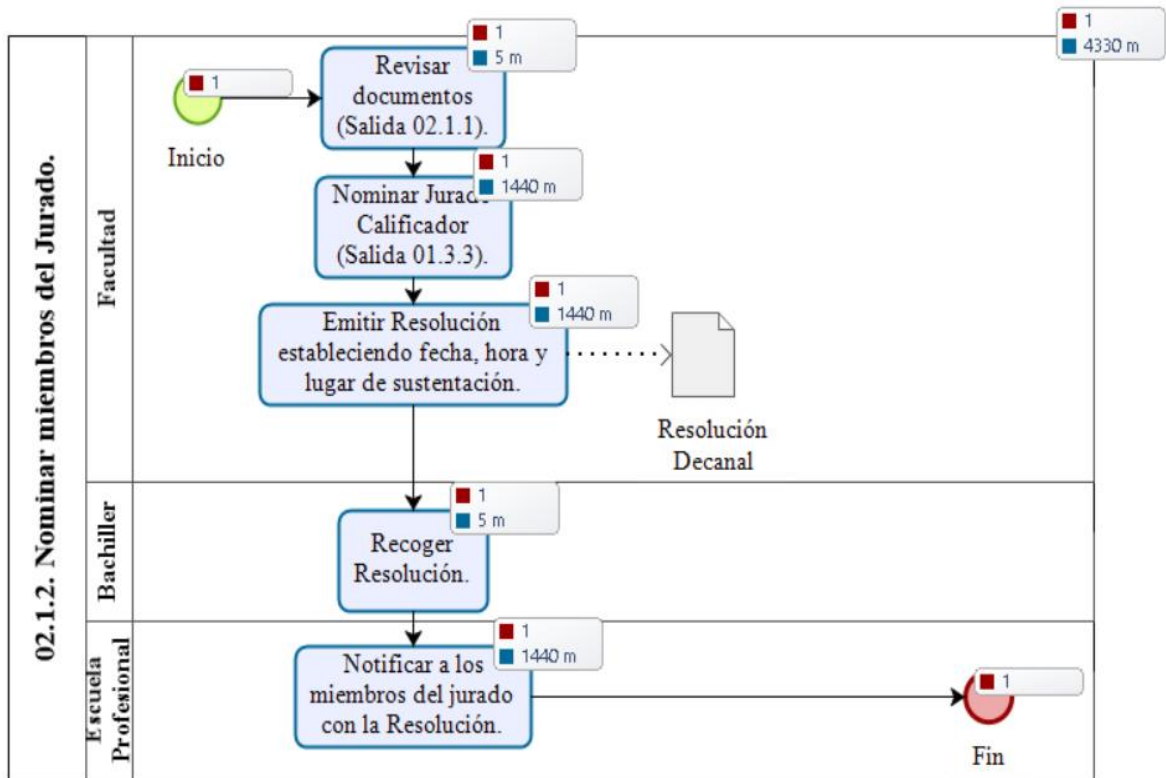 02.1.2. Nominar miembros del Jurado.
Facultad
1
4330 m
1
Inicio
1
5 m
Revisar
documentos
(Salida 02.1.1).
1
1440 m
Nominar Jurado
Calificador
(Salida 01.3.3).
1
1440 m
Emitir Resolución
estableciendo fecha, hora y
lugar de sustentación.
Resolución
Decanal
Bachiller
1
5 m
Recoger
Resolución.
Escuela
Profesional
1
1440 m
Notificar a los
miembros del jurado
con la Resolución.
1
Fin